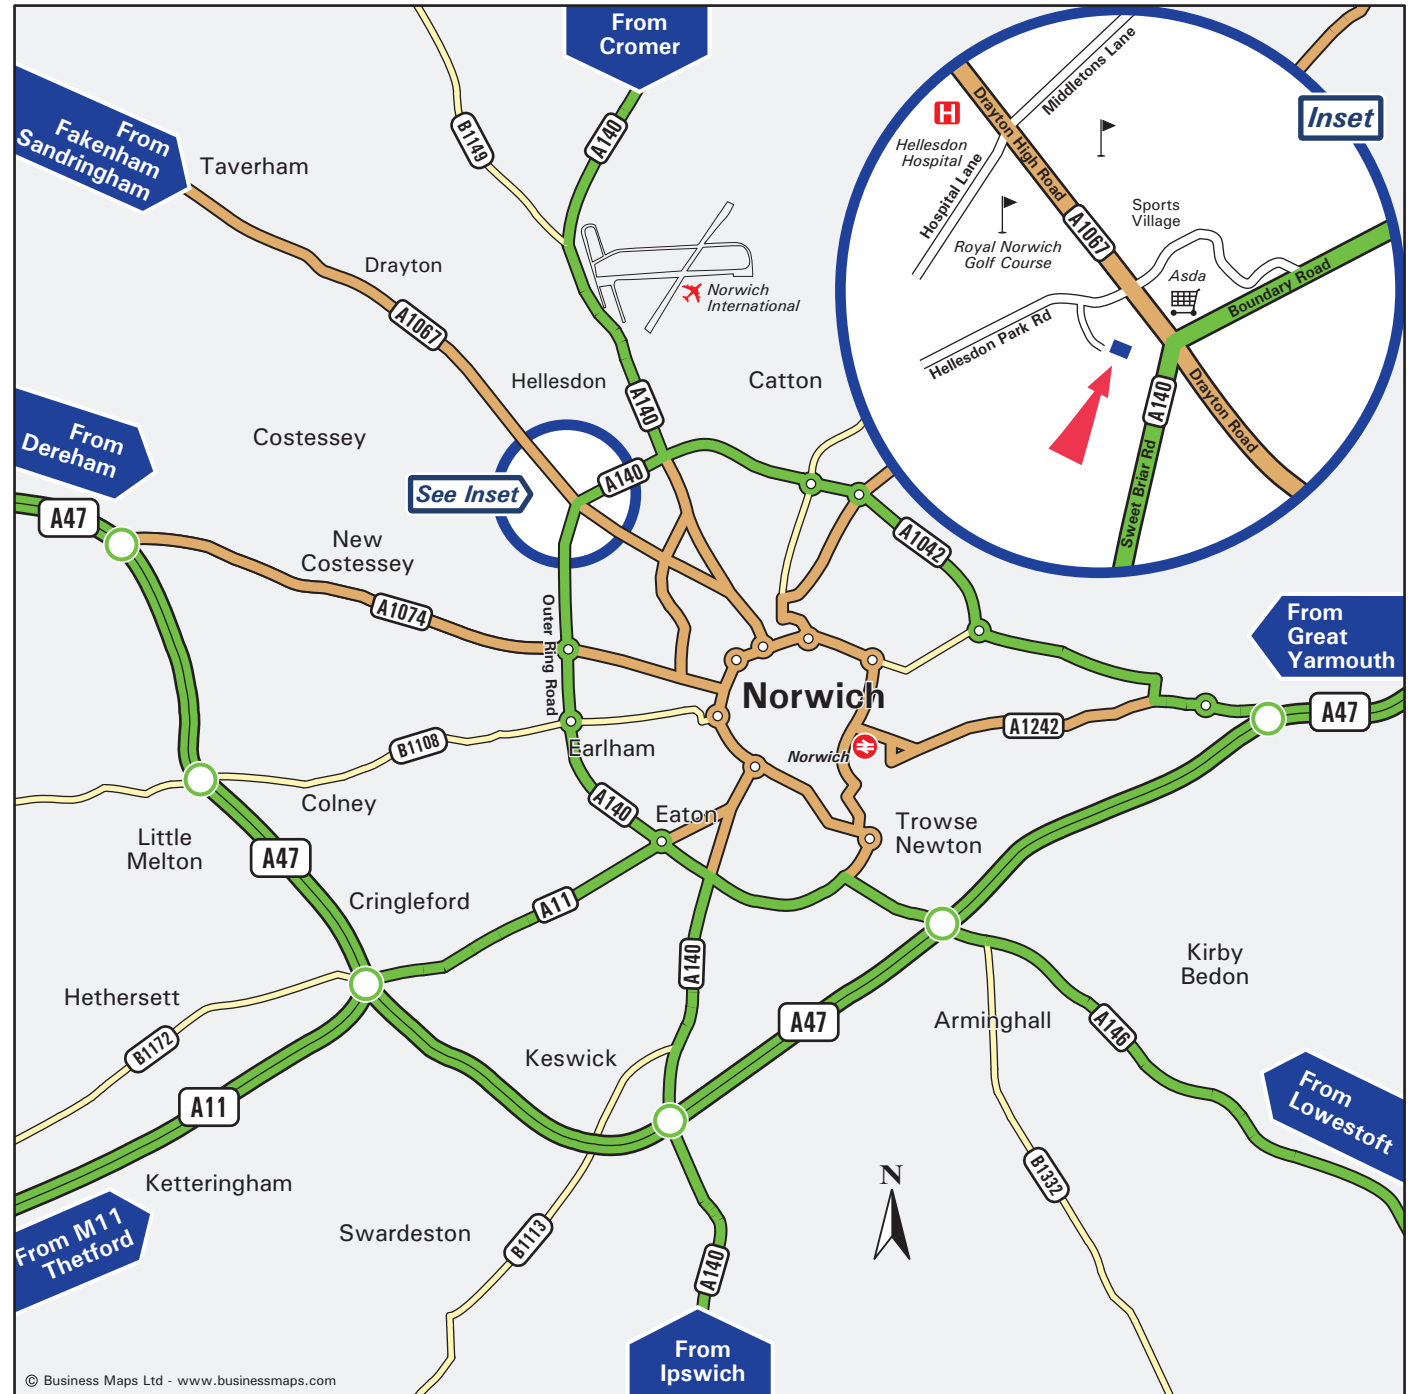 From
Cromer
From
Fakenham
Sandringham
Taverham
B1149
A140
Drayton
A1067
Norwich
International
Hellesdon
A140
Catton
Inset
Middletons Lane
Drayton High Road
H
Hellesdon
Hospital
Hospital Lane
A1067
Sports
Village
Royal Norwich
Golf Course
Asda
Boundary Road
Hellesdon Park Rd
A140
Drayton Road
Sweet Briar Rd
From
Dereham
Costessey
A140
See Inset
A47
New
Costessey
A1042
A1074
Outer Ring Road
From
Great
Yarmouth
Norwich
A47
A1242
B1108
Earlham
Norwich
Colney
A140
Eaton
Trowse
Newton
Little
Melton
A47
Cringleford
A11
A140
Kirby
Bedon
Hethersett
A47
Arminghall
A146
B1172
Keswick
A11
From
Lowestoft
Ketteringham
B1332
N
From M11
Thetford
Swardeston
B1113
A140
From
Ipswich
© Business Maps Ltd - www.businessmaps.com